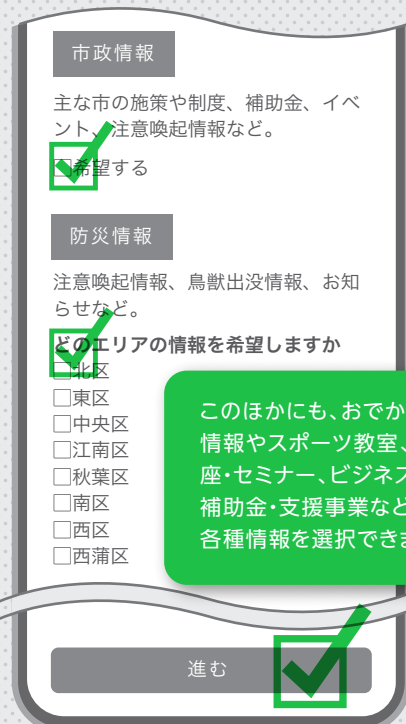 市政情報
主な市の施策や制度、補助金、イベ
ント、注意喚起情報など。
□希望する
防災情報
注意喚起情報、鳥獣出没情報、お知
らせなど。
どのエリアの情報を希望しますか
□北区
□東区
□中央区
□江南区
□秋葉区
□南区
□西区
□西蒲区
このほかにも、おでか
情報やスポーツ教室、
座・セミナー、ビジネス
補助金・支援事業など
各種情報を選択でき
進む